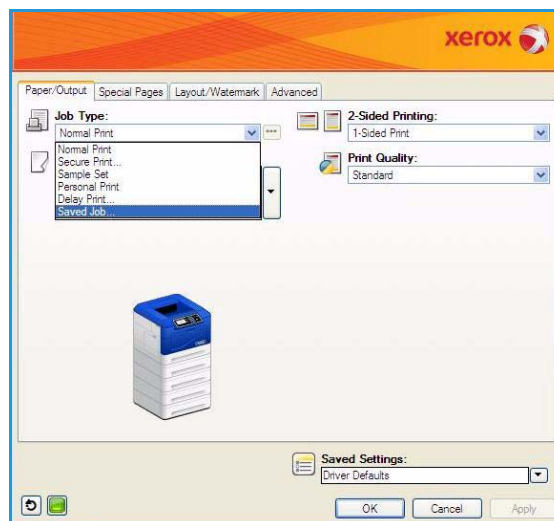 xerox
Paper/Output Special Pages Layout/Watermark Advanced
Job Type:
Normal Print
Normal Print
Secure Print...
Sample Set
Personal Print
Delay Print...
Saved Job...
2-Sided Printing:
1-Sided Print
Print Quality:
Standard
Saved Settings:
Driver Defaults
OK Cancel Apply